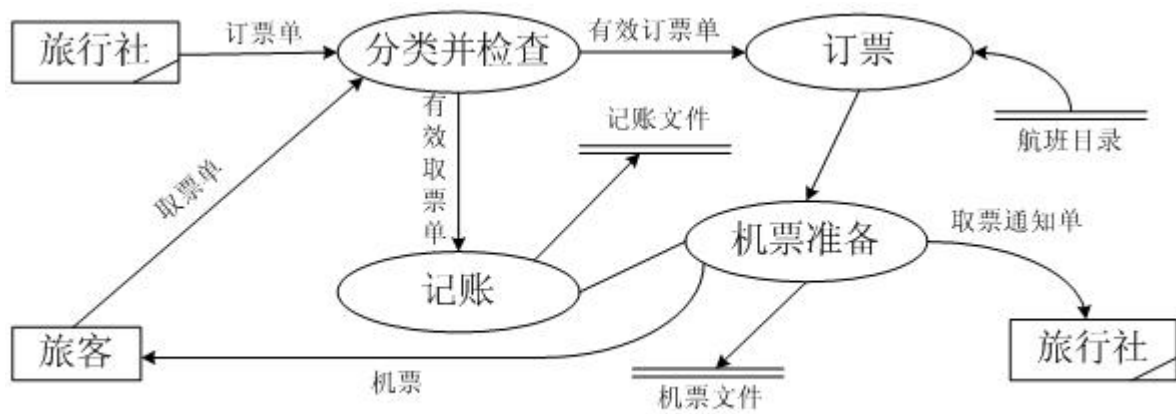 旅行社
订票单
分类并检查
有效订票单
订票
有效取票单
记账文件
航班目录
取票单
机票准备
取票通知单
记账
旅客
机票
机票文件
旅行社